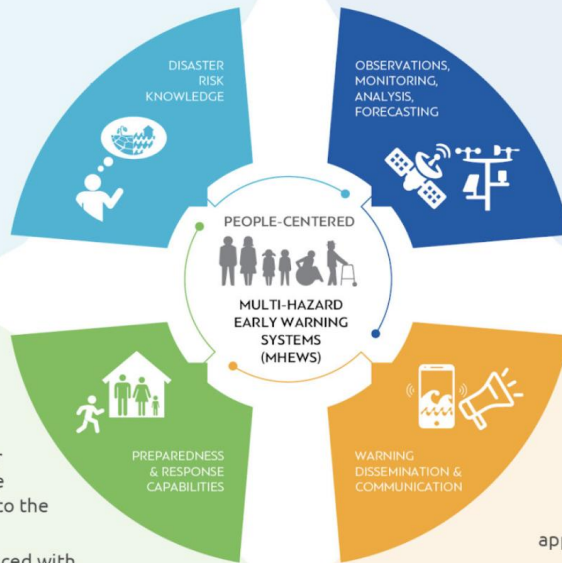 DISASTER
RISK
KNOWLEDGE
OBSERVATIONS,
MONITORING,
ANALYSIS,
FORECASTING
PEOPLE-CENTERED
MULTI-HAZARD
EARLY WARNING
SYSTEMS
(MHEWS)
PREPAREDNESS
& RESPONSE
CAPABILITIES
WARNING
DISSEMINATION &
COMMUNICATION
to the